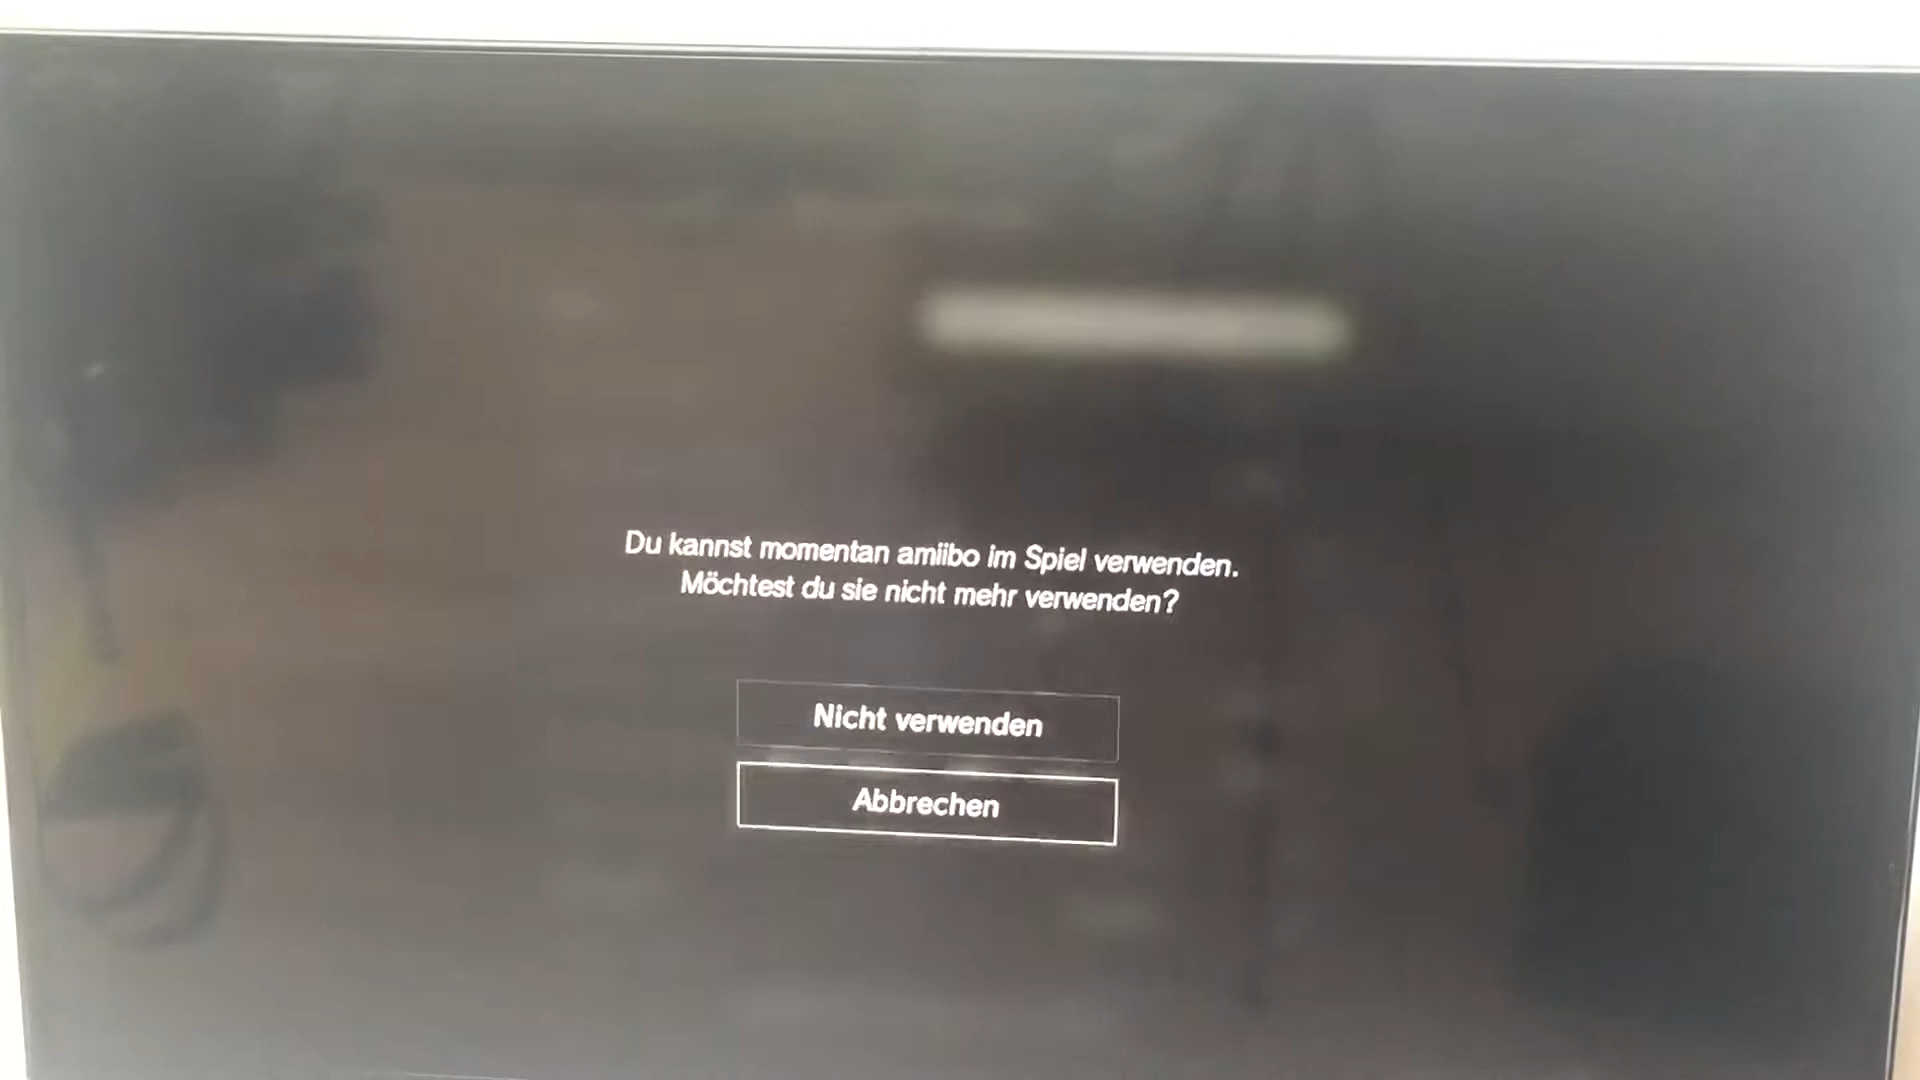 Du kannst momentan amiibo im Spiel verwenden.
Möchtest du sie nicht mehr verwenden?
Nicht verwenden
Abbrechen